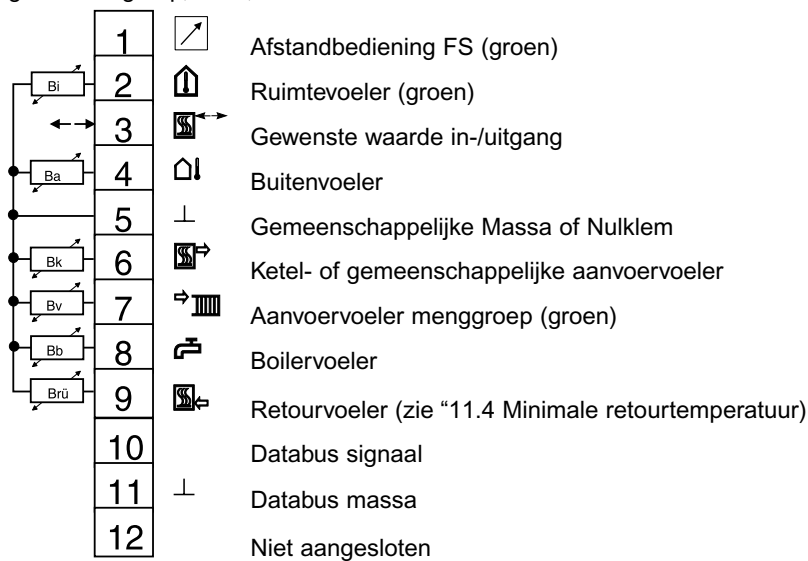 1 Afstandbediening FS (groen)
Bi 2 Ruimtevoeler (groen)
3 Gewenste waarde in-/uitgang
Ba 4 Buitenvoeler
5 Gemeenschappelijke Massa of Nulklem
Bk 6 Ketel- of gemeenschappelijke aanvoervoeler
Bv 7 Aanvoervoeler menggroep (groen)
Bb 8 Boilervoeler
Brü 9 Retourvoeler (zie “11.4 Minimale retourtemperatuur)
10 Databus signaal
11 Databus massa
12 Niet aangesloten